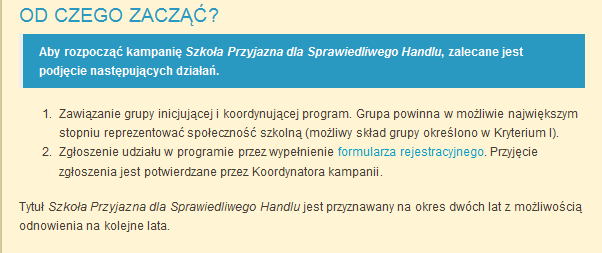 OD CZEGO ZACZĄĆ?
Aby rozpocząć kampanię Szkoła Przyjazna dla Sprawiedliwego Handlu, zalecane jest
podjęcie następujących działań.
1. Zawiązanie grupy inicjującej i koordynującej program. Grupa powinna w możliwie największym
stopniu reprezentować społeczność szkolną (możliwy skład grupy określono w Kryterium I).
2. Zgłoszenie udziału w programie przez wypełnienie formularza rejestracyjnego. Przyjęcie
zgłoszenia jest potwierdzane przez Koordynatora kampanii.
Tytuł Szkoła Przyjazna dla Sprawiedliwego Handlu jest przyznawany na okres dwóch lat z możliwością
odnowienia na kolejne lata.